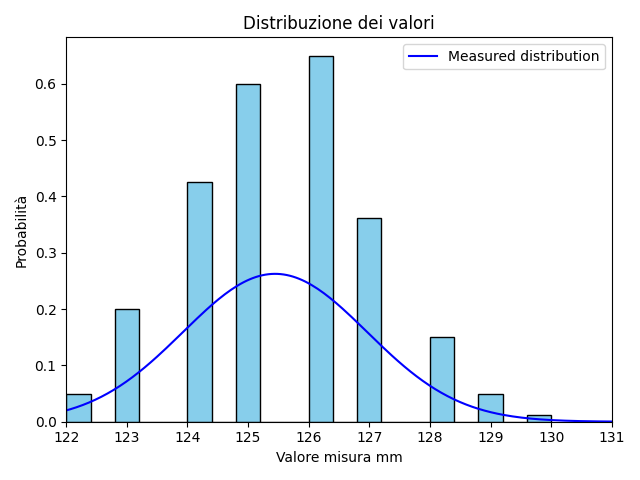 Distribuzione dei valori
Measured distribution
Probabilità
0.6
0.5
0.4
0.3
0.2
0.1
0.0
122 123 124 125 126 127 128 129 130 131
Valore misura mm